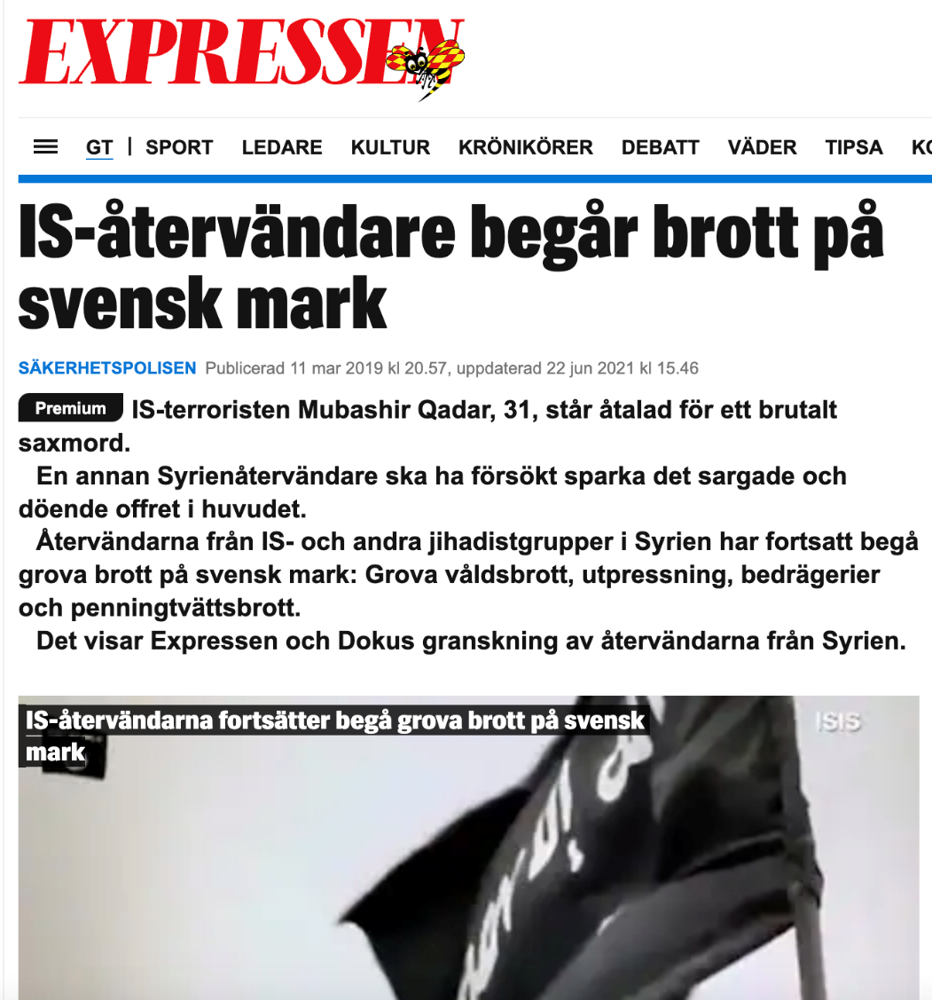 EXPRESSEN
GT | SPORT LEDARE KULTUR KRÖNIKÖRER DEBATT VÄDER TIPSA
IS-återvändare begår brott på
svensk mark
SÄKERHETSPOLISEN Publicerad 11 mar 2019 kl 20.57, uppdaterad 22 jun 2021 kl 15.46
Premium IS-terroristen Mubashir Qadar, 31, står åtalad för ett brutalt
saxmord.
En annan Syrienåtervändare ska ha försökt sparka det sargade och
döende offret i huvudet.
Återvändarna från IS- och andra jihadistgrupper i Syrien har fortsatt begå
grova brott på svensk mark: Grova våldsbrott, utpressning, bedrägerier
och penningtvättsbrott.
Det visar Expressen och Dokus granskning av återvändarna från Syrien.
IS-återvändarna fortsätter begå grova brott på svensk
mark
ISIS